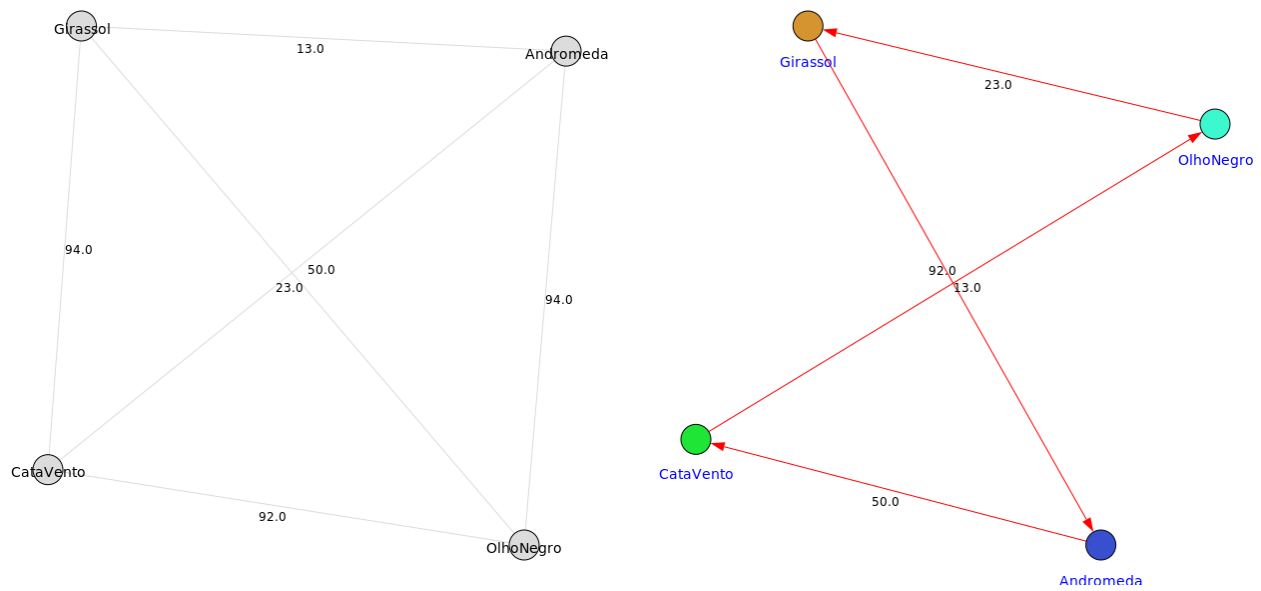 Girassol
13.0
Andromeda
94.0
50.0
23.0
94.0
CataVento
92.0
OlhoNegro
Girassol
23.0
OlhoNegro
92.0
13.0
CataVento
50.0
Andromeda